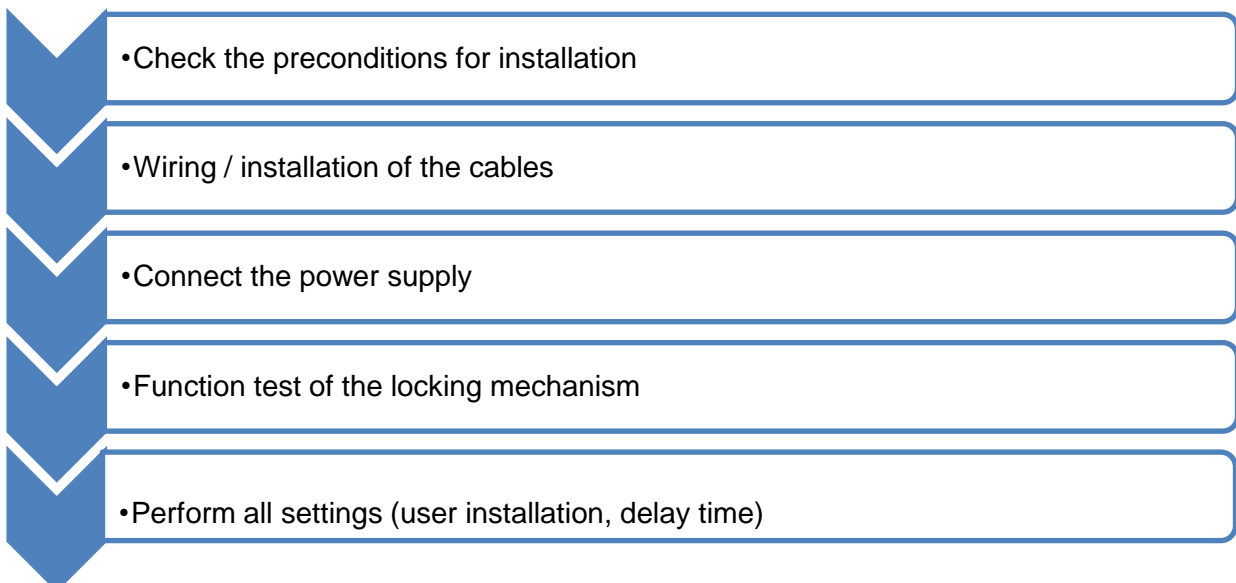 •Check the preconditions for installation
•Wiring / installation of the cables
•Connect the power supply
•Function test of the locking mechanism
•Perform all settings (user installation, delay time)